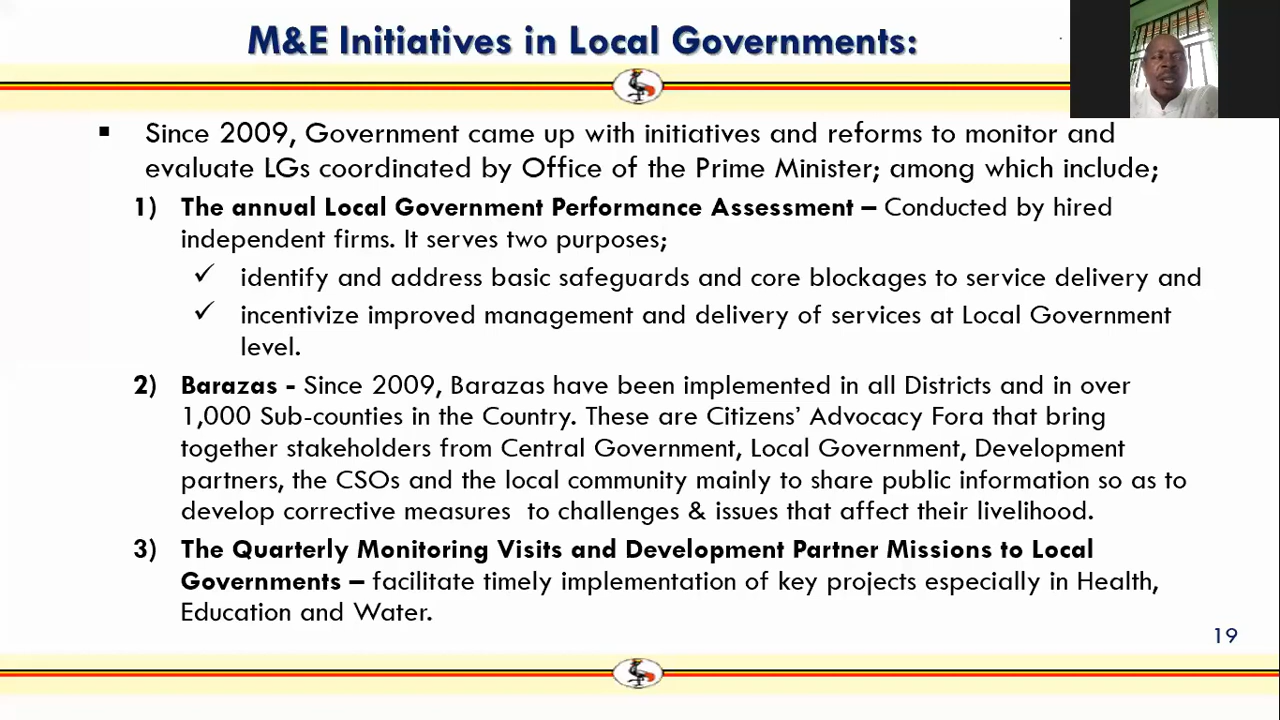 M&E Initiatives in Local Governments:
▪ Since 2009, Government came up with initiatives and reforms to monitor and
evaluate LGs coordinated by Office of the Prime Minister; among which include;
1) The annual Local Government Performance Assessment – Conducted by hired
independent firms. It serves two purposes;
✓ identify and address basic safeguards and core blockages to service delivery and
✓ incentivize improved management and delivery of services at Local Government
level.
2) Barazas - Since 2009, Barazas have been implemented in all Districts and in over
1,000 Sub-counties in the Country. These are Citizens’ Advocacy Fora that bring
together stakeholders from Central Government, Local Government, Development
partners, the CSOs and the local community mainly to share public information so as to
develop corrective measures to challenges & issues that affect their livelihood.
3) The Quarterly Monitoring Visits and Development Partner Missions to Local
Governments – facilitate timely implementation of key projects especially in Health,
Education and Water.
19